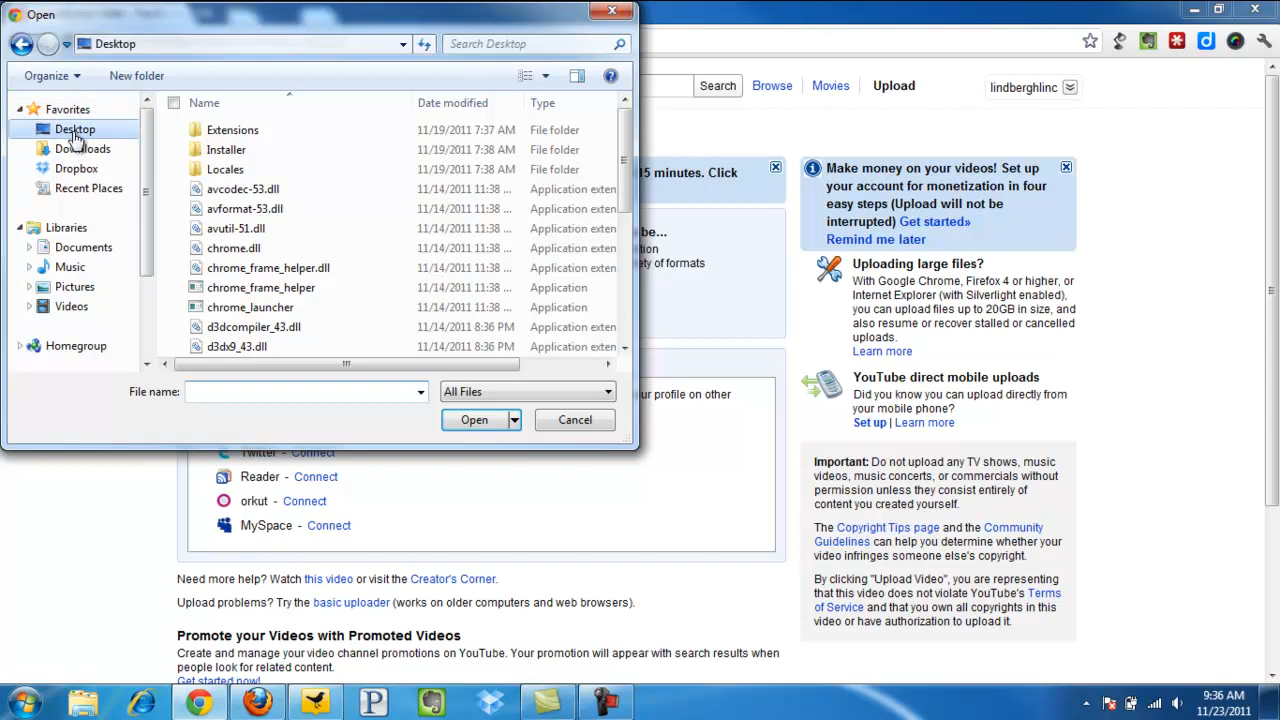 Open
Desktop
Search Desktop
Organize
New folder
Favorites
Desktop
Downloads
Dropbox
Recent Places
Libraries
Documents
Music
Pictures
Videos
Homegroup
Name Date modified Type
Extensions 11/19/2011 7:37 AM File folder
Installer 11/19/2011 7:38 AM File folder
Locales 11/19/2011 7:38 AM File folder
avcodec-53.dll 11/14/2011 11:38 ... Application exten
avformat-53.dll 11/14/2011 11:38 ... Application exten
avutil-51.dll 11/14/2011 11:38 ... Application exten
chrome.dll 11/14/2011 11:38 ... Application exten
chrome_frame_helper.dll 11/14/2011 11:38 ... Application exten
chrome_frame_helper 11/14/2011 11:38 ... Application
chrome_launcher 11/14/2011 11:38 ... Application
d3dcompiler_43.dll 11/14/2011 8:36 PM Application exten
d3dx9_43.dll 11/14/2011 8:36 PM Application exten
File name:
All Files
Open
Cancel
Search
Browse
Movies
Upload
lindberghlinc
15 minutes. Click
be...
ur profile on other
Twitter - Connect
Reader - Connect
orkut - Connect
MySpace - Connect
Need more help? Watch this video or visit the Creator's Corner.
Upload problems? Try the basic uploader (works on older computers and web browsers).
Promote your Videos with Promoted Videos
Create and manage your video channel promotions on YouTube. Your promotion will appear with search results when
people look for related content.
Get started now!
Make money on your videos! Set up
your account for monetization in four
easy steps (Upload will not be
interrupted) Get started»
Remind me later
Uploading large files?
With Google Chrome, Firefox 4 or higher, or
Internet Explorer (with Silverlight enabled),
you can upload files up to 20GB in size, and
also resume or recover stalled or cancelled
uploads.
Learn more
YouTube direct mobile uploads
Did you know you can upload directly from
your mobile phone?
Set up | Learn more
Important: Do not upload any TV shows, music
videos, music concerts, or commercials without
permission unless they consist entirely of
content you created yourself.
The Copyright Tips page and the Community
Guidelines can help you determine whether your
video infringes someone else's copyright.
By clicking "Upload Video", you are representing
that this video does not violate YouTube's Terms
of Service and that you own all copyrights in this
video or have authorization to upload it.
9:36 AM
11/23/2011